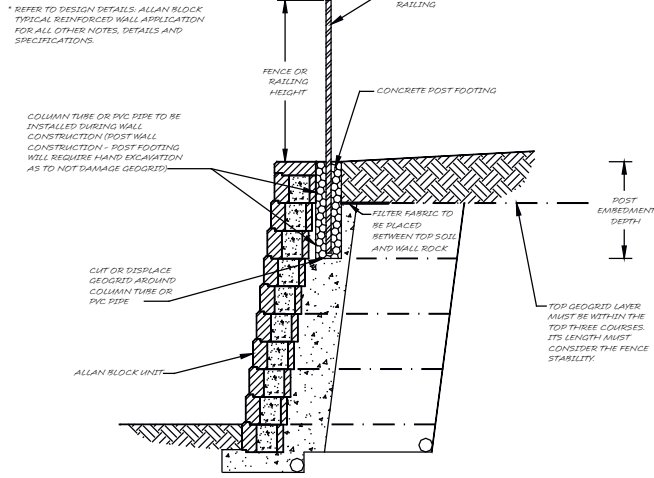 * REFER TO DESIGN DETAILS: ALLAN BLOCK
TYPICAL REINFORCED WALL APPLICATION
FOR ALL OTHER NOTES, DETAILS AND
SPECIFICATIONS.
RAILING
FENCE OR
RAILING
HEIGHT
CONCRETE POST FOOTING
COLUMN TUBE OR PVC PIPE TO BE
INSTALLED DURING WALL
CONSTRUCTION (POST WALL
CONSTRUCTION - POST FOOTING
WILL REQUIRE HAND EXCAVATION
AS TO NOT DAMAGE GEOGRID)
POST
EMBEDMENT
DEPTH
FILTER FABRIC TO
BE PLACED
BETWEEN TOP SOIL
AND WALL ROCK
CUT OR DISPLACE
GEOGRID AROUND
COLUMN TUBE OR
PVC PIPE
TOP GEOGRID LAYER
MUST BE WITHIN THE
TOP THREE COURSES.
ITS LENGTH MUST
CONSIDER THE FENCE
STABILITY.
ALLAN BLOCK UNIT